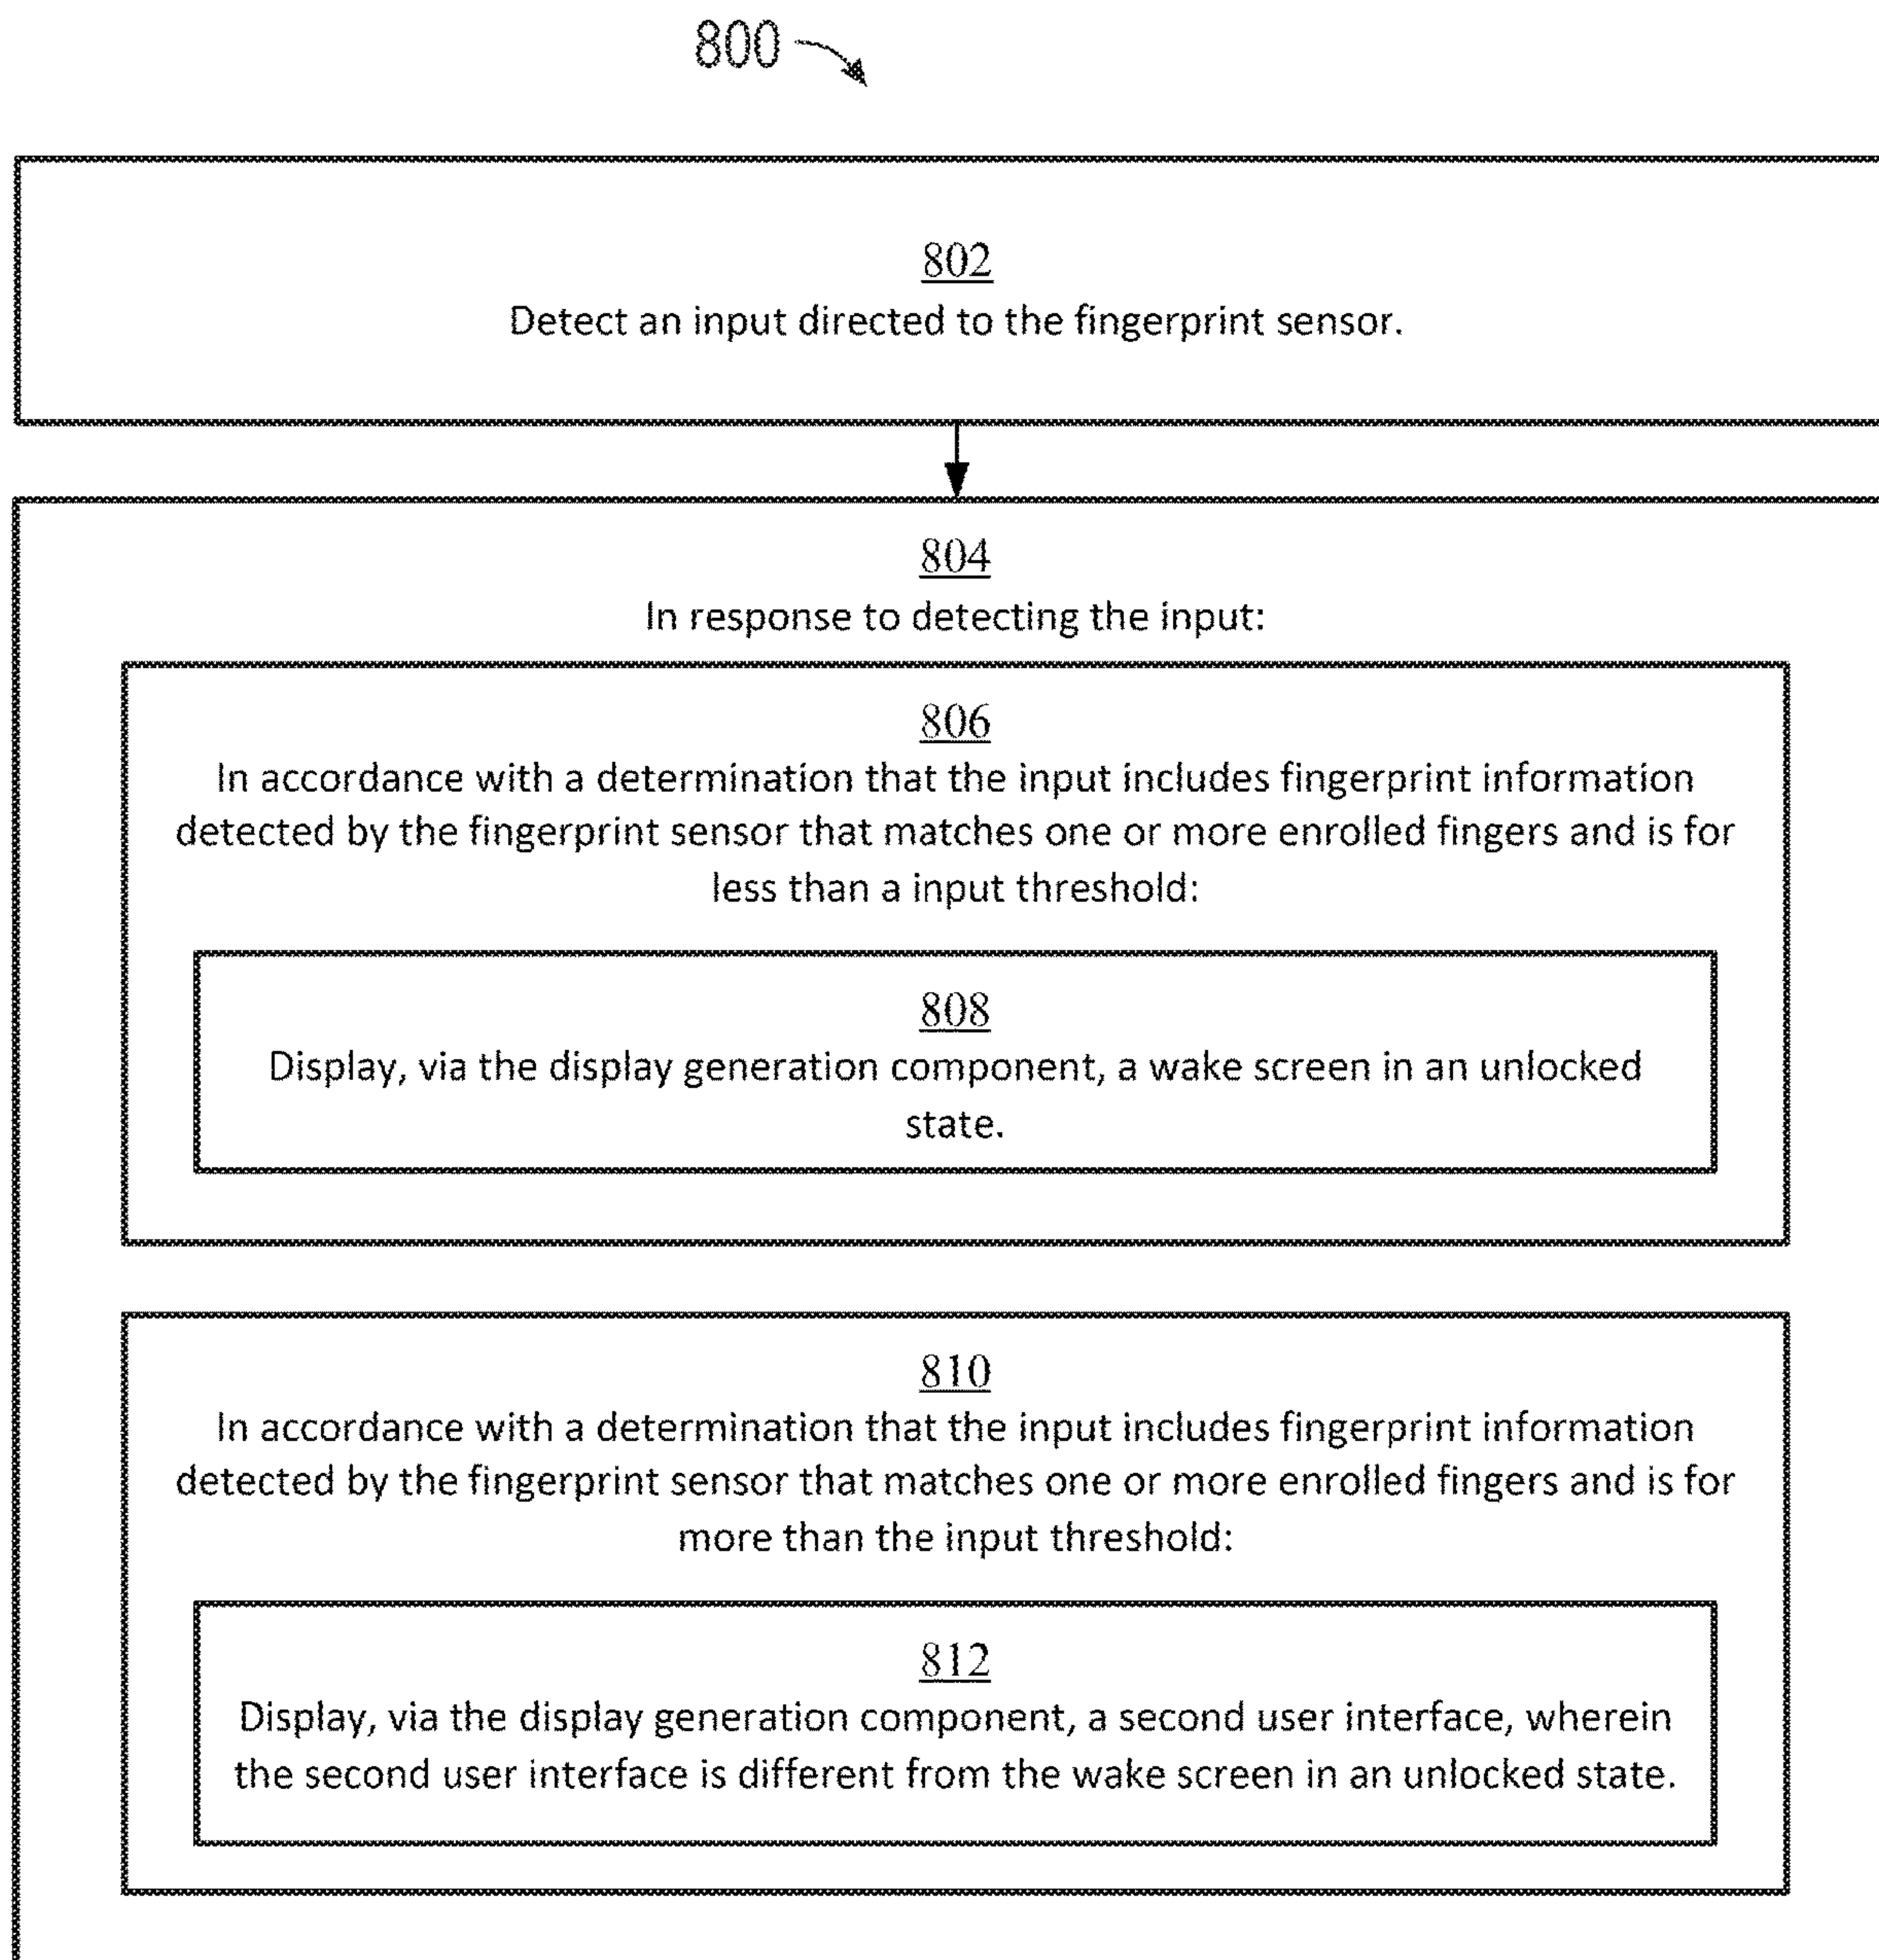 800
802
Detect an input directed to the fingerprint sensor.
804
In response to detecting the input:
806
In accordance with a determination that the input includes fingerprint information
detected by the fingerprint sensor that matches one or more enrolled fingers and is for
less than a input threshold:
808
Display, via the display generation component, a wake screen in an unlocked
state.
810
In accordance with a determination that the input includes fingerprint information
detected by the fingerprint sensor that matches one or more enrolled fingers and is for
more than the input threshold:
812
Display, via the display generation component, a second user interface, wherein
the second user interface is different from the wake screen in an unlocked state.